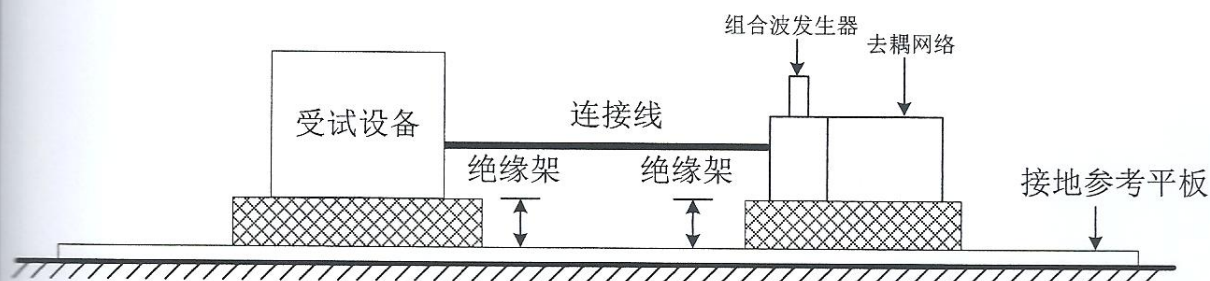 组合波发生器
去耦网络
受试设备
连接线
绝缘架
绝缘架
接地参考平板